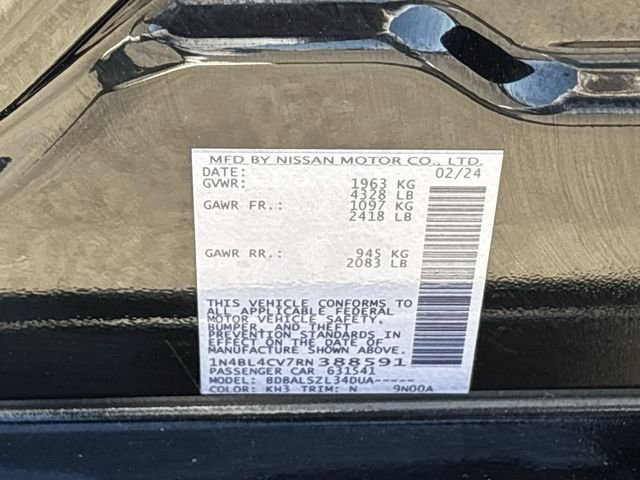 MFD BY NISSAN MOTOR CO., LTD.
DATE: 02/24
GVWR: 1963 KG
4328 LB
GAWR FR.: 1097 KG
2418 LB
GAWR RR.: 945 KG
2083 LB
THIS VEHICLE CONFORMS TO
ALL APPLICABLE FEDERAL
MOTOR VEHICLE SAFETY,
BUMPER, AND THEFT
PREVENTION STANDARDS IN
EFFECT ON THE DATE OF
MANUFACTURE SHOWN ABOVE.
1N4BL4CV7RN388591
PASSENGER CAR 631541
MODEL: BDBALSZL34DUA-----
COLOR: KH3 TRIM: N 9N00A